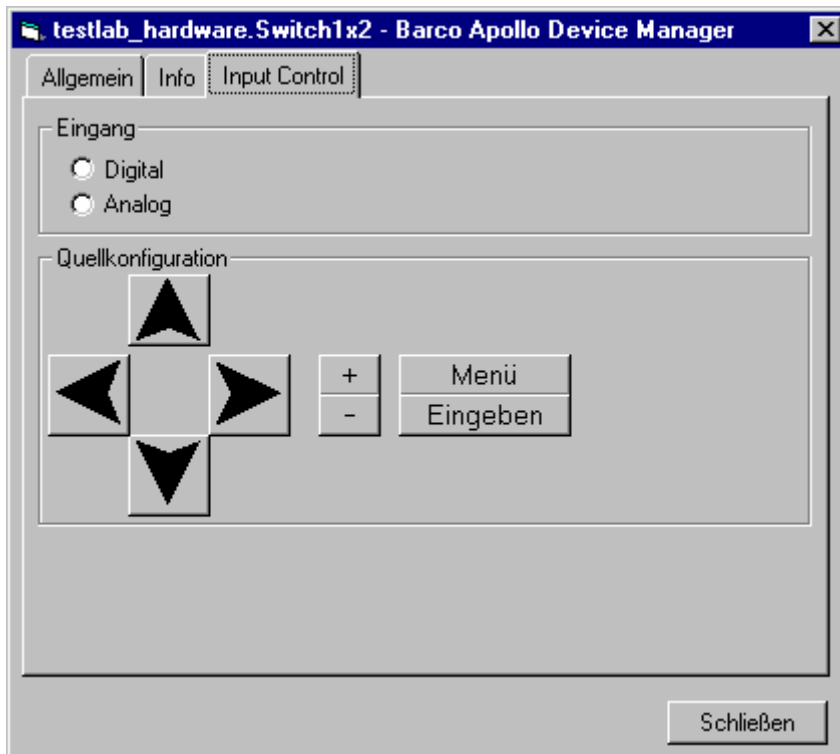 testlab_hardware.Switch1x2 - Barco Apollo Device Manager
Allgemein Info Input Control
Eingang
Digital
Analog
Quellkonfiguration
+ Menü
- Eingeben
Schließen